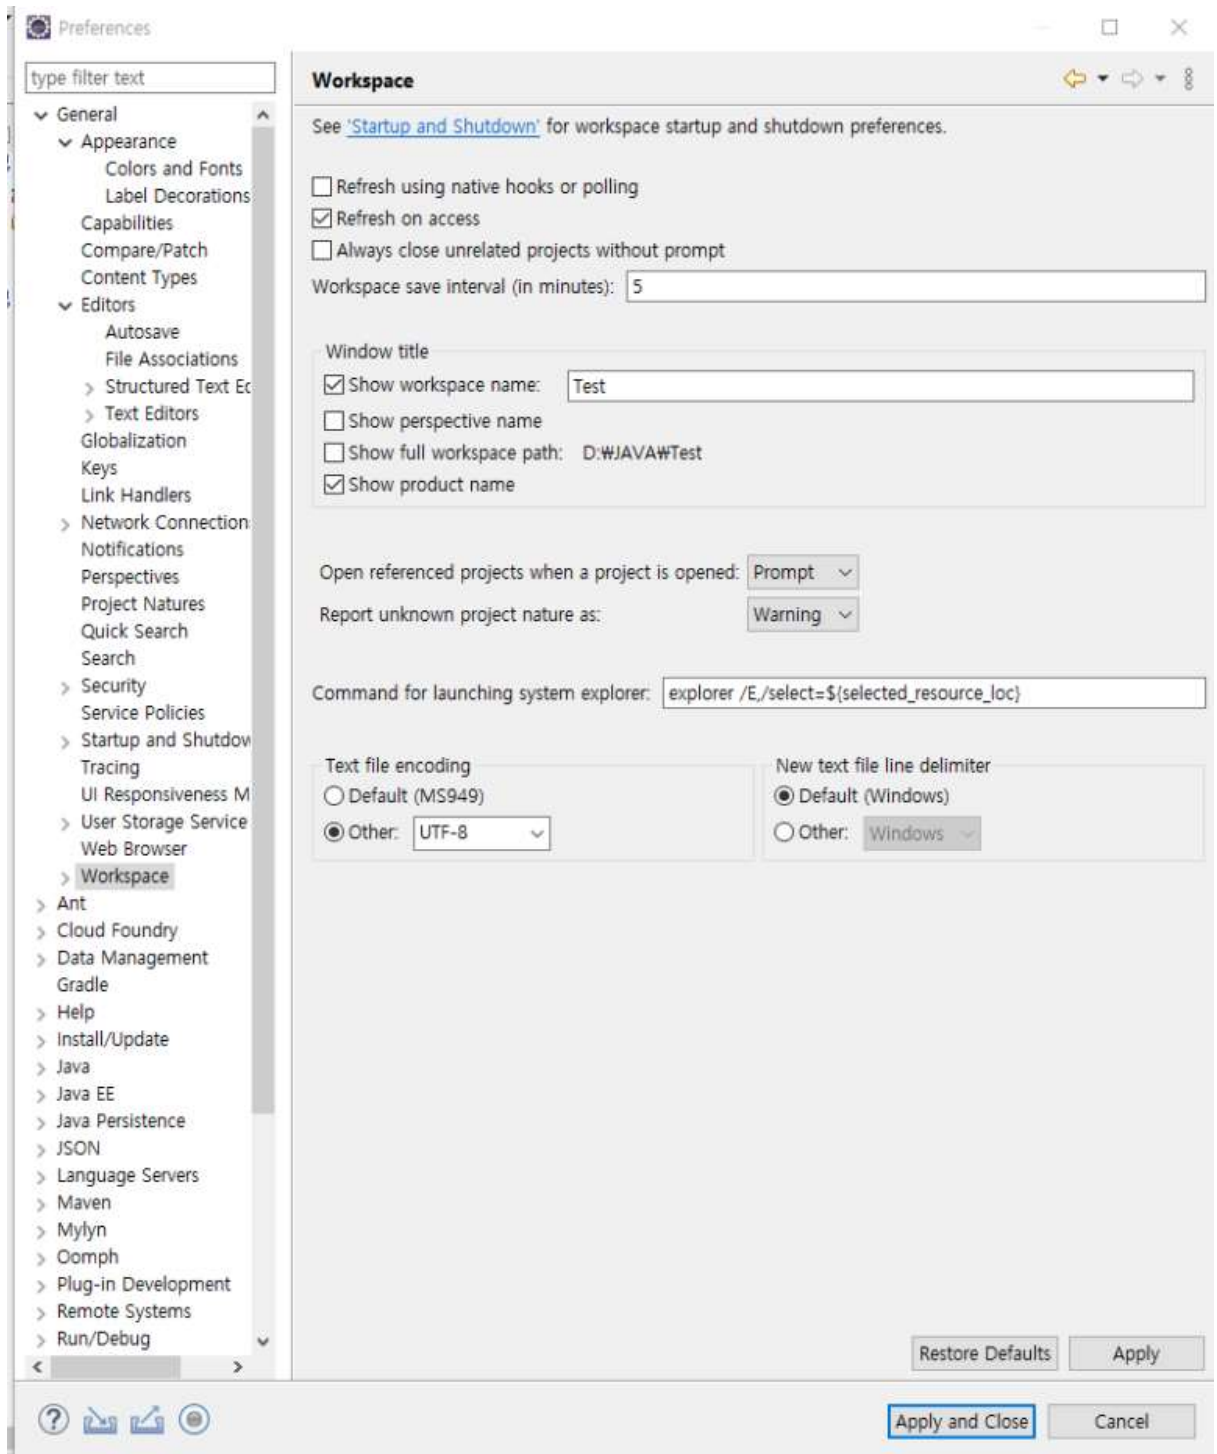 Preferences
type filter text
General
Appearance
Colors and Fonts
Label Decorations
Capabilities
Compare/Patch
Content Types
Editors
Autosave
File Associations
Structured Text Ec
Text Editors
Globalization
Keys
Link Handlers
Network Connection
Notifications
Perspectives
Project Natures
Quick Search
Search
Security
Service Policies
Startup and Shutdow
Tracing
UI Responsiveness M
User Storage Service
Web Browser
Workspace
Ant
Cloud Foundry
Data Management
Gradle
Help
Install/Update
Java
Java EE
Java Persistence
JSON
Language Servers
Maven
Mylyn
Oomph
Plug-in Development
Remote Systems
Run/Debug
Workspace
See 'Startup and Shutdown' for workspace startup and shutdown preferences.
Refresh using native hooks or polling
Refresh on access
Always close unrelated projects without prompt
Workspace save interval (in minutes): 5
Window title
Show workspace name: Test
Show perspective name
Show full workspace path: D:₩JAVA₩Test
Show product name
Open referenced projects when a project is opened: Prompt
Report unknown project nature as: Warning
Command for launching system explorer: explorer /E,/select=${selected_resource_loc}
Text file encoding
Default (MS949)
Other: UTF-8
New text file line delimiter
Default (Windows)
Other: Windows
Restore Defaults Apply
Apply and Close Cancel